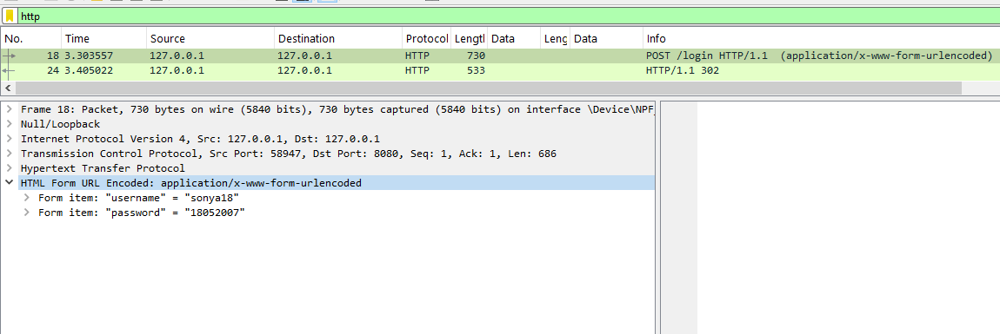 http
No. Time Source Destination Protocol Lengtl Data Leng Data Info
18 3.303557 127.0.0.1 127.0.0.1 HTTP 730 POST /login HTTP/1.1 (application/x-www-form-urlencoded)
24 3.405022 127.0.0.1 127.0.0.1 HTTP 533 HTTP/1.1 302
Frame 18: Packet, 730 bytes on wire (5840 bits), 730 bytes captured (5840 bits) on interface \Device\NPF_
Null/Loopback
Internet Protocol Version 4, Src: 127.0.0.1, Dst: 127.0.0.1
Transmission Control Protocol, Src Port: 58947, Dst Port: 8080, Seq: 1, Ack: 1, Len: 686
Hypertext Transfer Protocol
HTML Form URL Encoded: application/x-www-form-urlencoded
Form item: "username" = "sonya18"
Form item: "password" = "18052007"